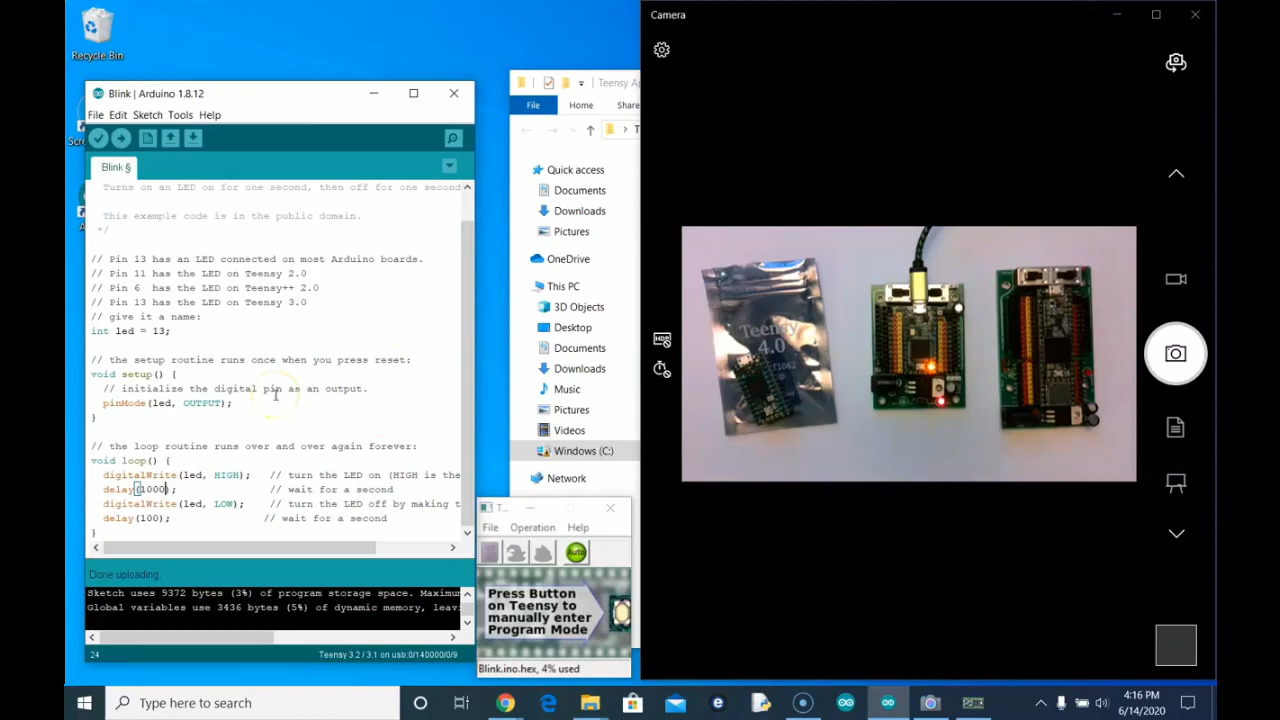 Recycle Bin
Blink | Arduino 1.8.12
File Edit Sketch Tools Help
Blink §
Turns on an LED on for one second, then off for one second
This example code is in the public domain.
*/
// Pin 13 has an LED connected on most Arduino boards.
// Pin 11 has the LED on Teensy 2.0
// Pin 6  has the LED on Teensy++ 2.0
// Pin 13 has the LED on Teensy 3.0
// give it a name:
int led = 13;
// the setup routine runs once when you press reset:
void setup() {
// initialize the digital pin as an output.
pinMode(led, OUTPUT);
}
// the loop routine runs over and over again forever:
void loop() {
digitalWrite(led, HIGH);   // turn the LED on (HIGH is the
delay(1000);               // wait for a second
digitalWrite(led, LOW);    // turn the LED off by making t
delay(100);               // wait for a second
}
Done uploading.
Sketch uses 9372 bytes (3%) of program storage space. Maximum
Global variables use 3436 bytes (5%) of dynamic memory, leavi
24
Teensy 3.2 / 3.1 on usb:0/140000/0/9
Teensy Ap
File Home Share
Quick access
Documents
Downloads
Pictures
OneDrive
This PC
3D Objects
Desktop
Documents
Downloads
Music
Pictures
Videos
Windows (C:)
Network
T...
File Operation Help
Auto
Press Button
on Teensy to
manually enter
Program Mode
Blink.ino.hex, 4% used
Camera
HDR
Teensy
4.0
Type here to search
4:16 PM
6/14/2020